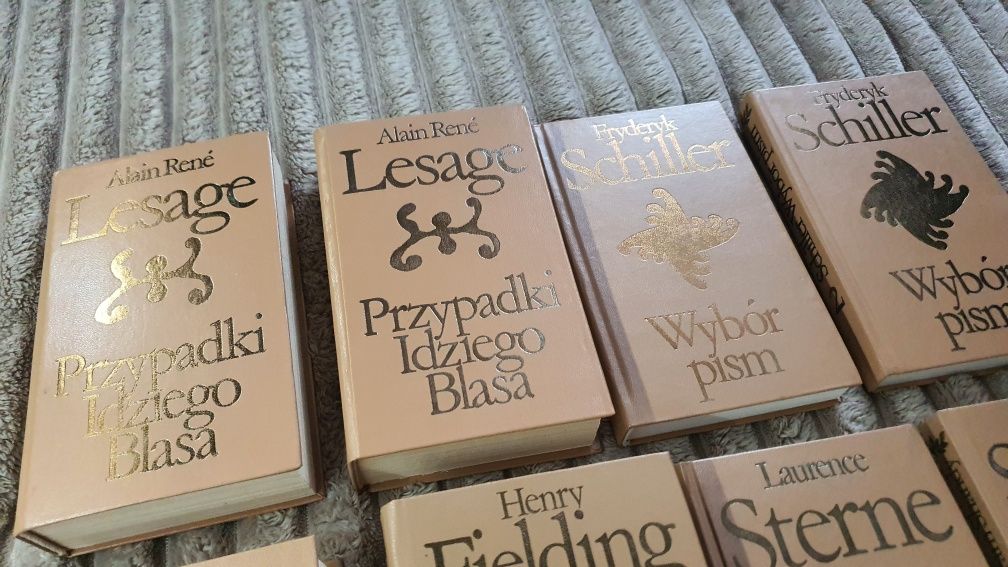 Alain René
Lesage
Przypadki
Idziego
Blasa
Alain René
Lesage
Przypadki
Idziego
Blasa
Fryderyk
Schiller
Wybór
pism
Fryderyk
Schiller
Wybór
pism
Henry
Fielding
Laurence
Sterne